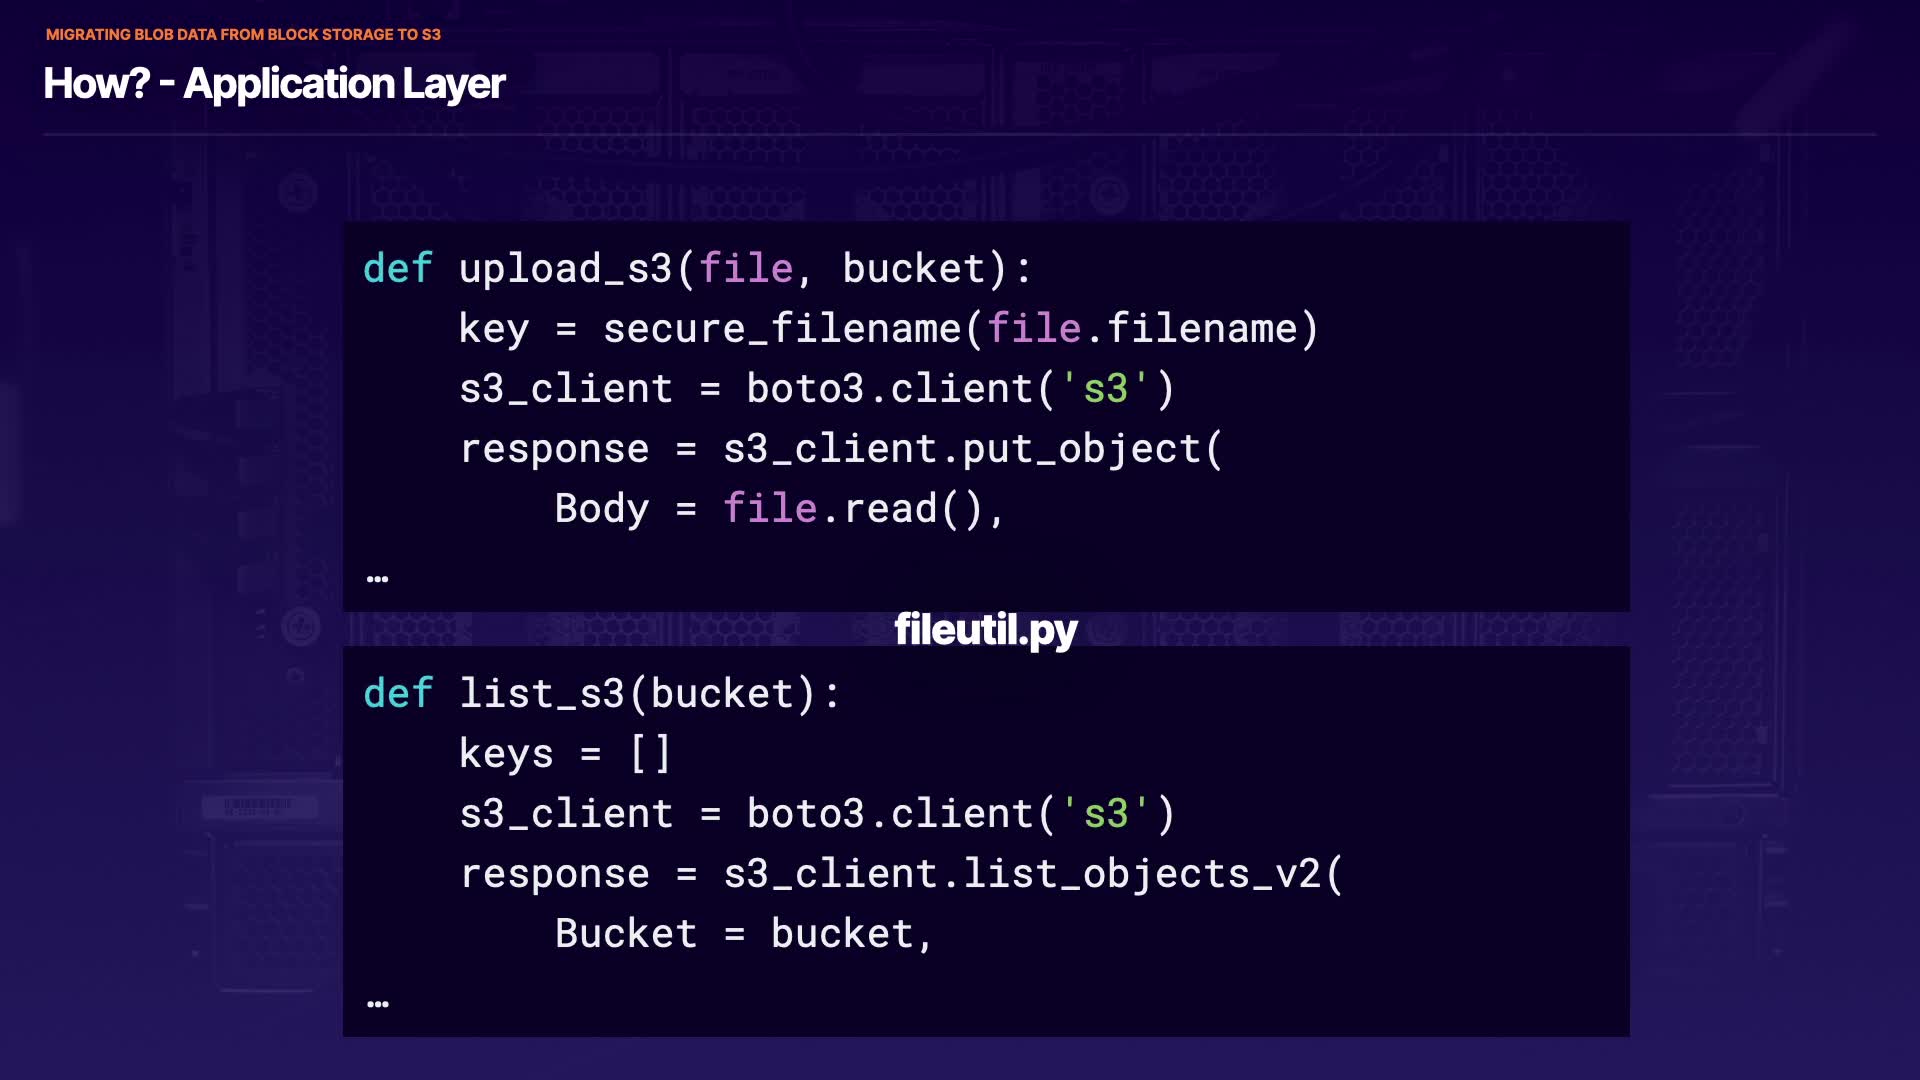 MIGRATING BLOB DATA FROM BLOCK STORAGE TO S3
How? - Application Layer
def upload_s3(file, bucket):
    key = secure_filename(file.filename)
    s3_client = boto3.client('s3')
    response = s3_client.put_object(
        Body = file.read(),
…
fileutil.py
def list_s3(bucket):
    keys = []
    s3_client = boto3.client('s3')
    response = s3_client.list_objects_v2(
        Bucket = bucket,
…